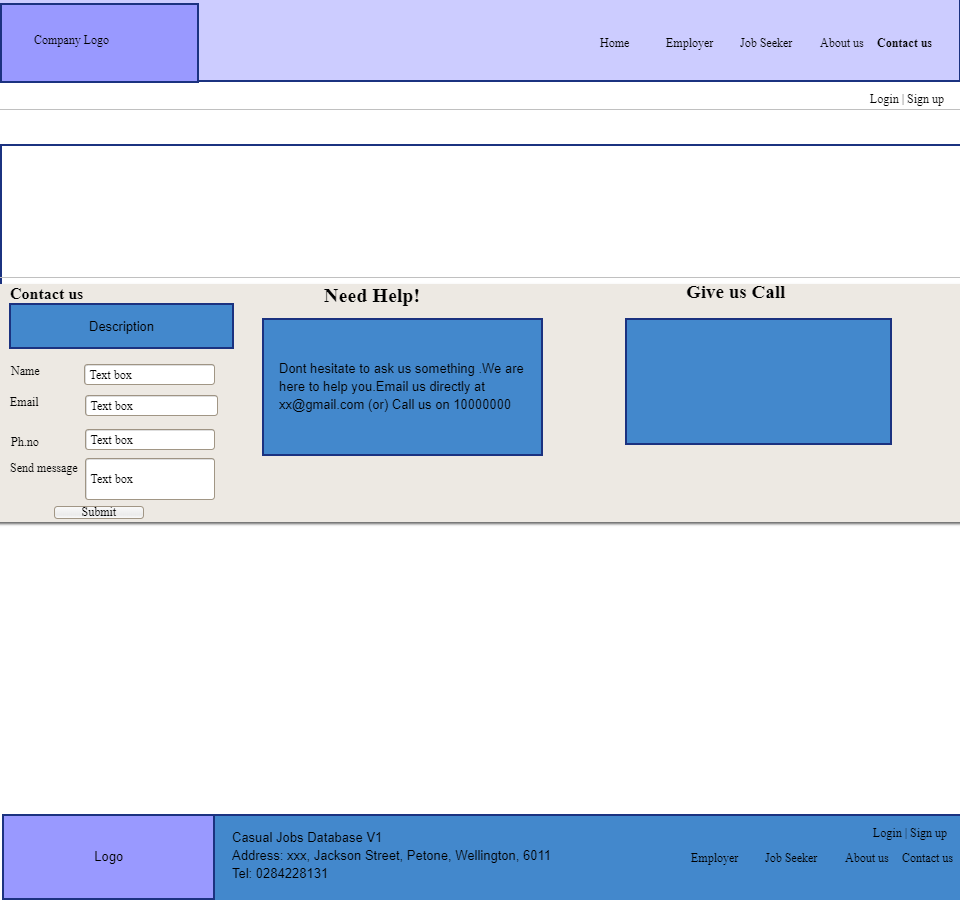 Company Logo
Home Employer Job Seeker About us Contact us
Login | Sign up
Contact us
Description
Name Text box
Email Text box
Ph.no Text box
Send message Text box
Submit
Need Help!
Dont hesitate to ask us something .We are
here to help you.Email us directly at
xx@gmail.com (or) Call us on 10000000
Give us Call
Logo
Casual Jobs Database V1
Address: xxx, Jackson Street, Petone, Wellington, 6011
Tel: 0284228131
Login | Sign up
Employer Job Seeker About us Contact us